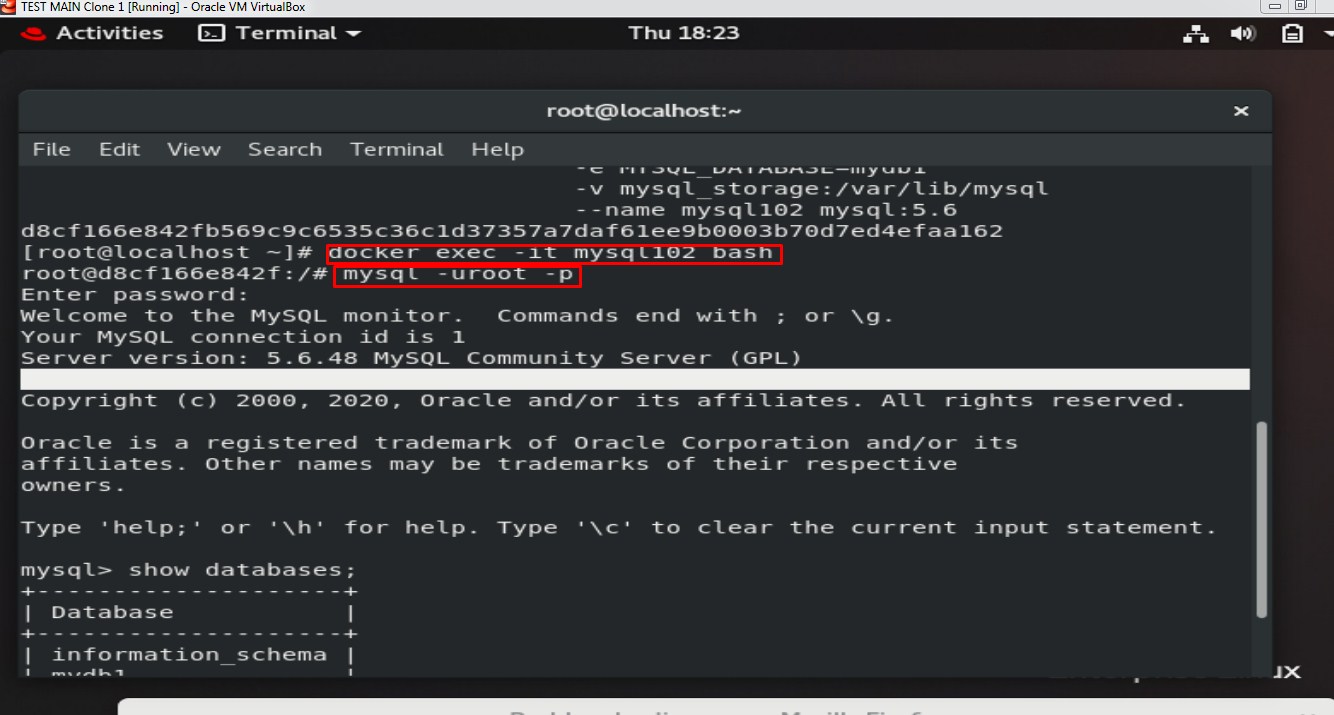 TEST MAIN Clone 1 [Running] - Oracle VM VirtualBox
Activities Terminal Thu 18:23
root@localhost:~ ×
File Edit View Search Terminal Help
-e MYSQL_DATABASE=mydb1
-v mysql_storage:/var/lib/mysql
--name mysql102 mysql:5.6
d8cf166e842fb569c9c6535c36c1d37357a7daf61ee9b0003b70d7ed4efaa162
[root@localhost ~]# docker exec -it mysql102 bash
root@d8cf166e842f:/# mysql -uroot -p
Enter password:
Welcome to the MySQL monitor.  Commands end with ; or \g.
Your MySQL connection id is 1
Server version: 5.6.48 MySQL Community Server (GPL)
Copyright (c) 2000, 2020, Oracle and/or its affiliates. All rights reserved.
Oracle is a registered trademark of Oracle Corporation and/or its
affiliates. Other names may be trademarks of their respective
owners.
Type 'help;' or '\h' for help. Type '\c' to clear the current input statement.
mysql> show databases;
+--------------------+
| Database           |
+--------------------+
| information_schema |
| mydb1              |